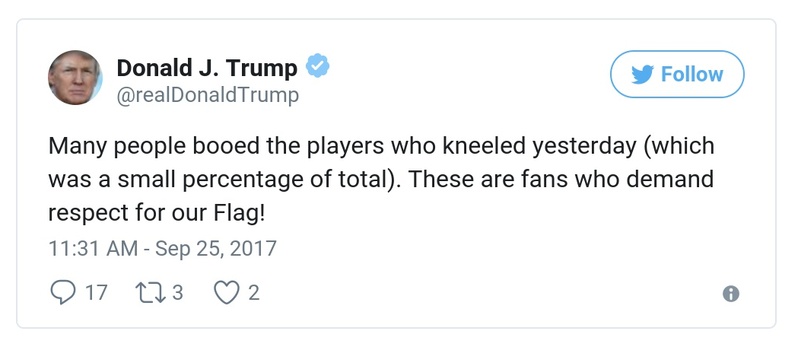 Donald J. Trump
Follow
@realDonaldTrump
Many people booed the players who kneeled yesterday (which
was a small percentage of total). These are fans who demand
respect for our Flag!
11:31 AM - Sep 25, 2017
17 3 2